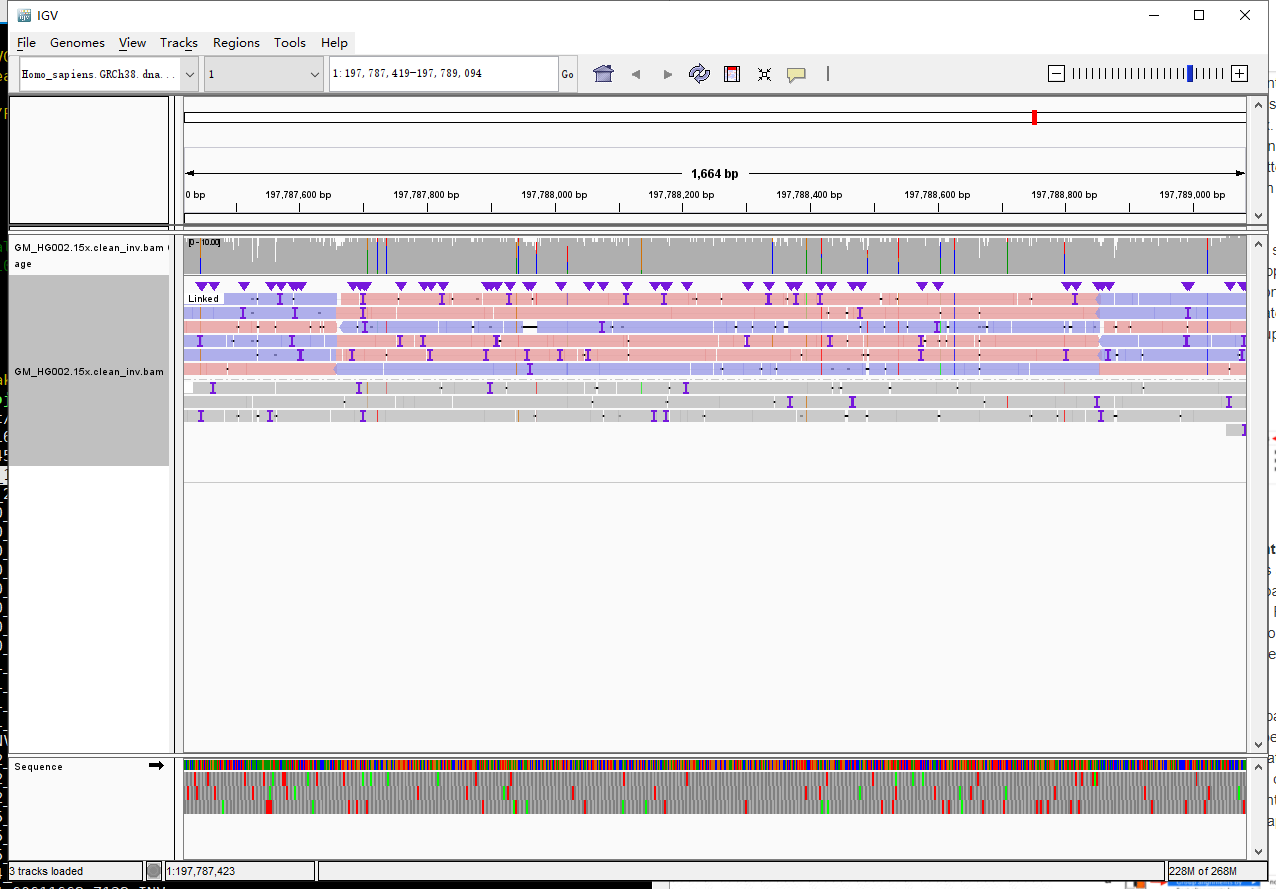 IGV
File Genomes View Tracks Regions Tools Help
Homo_sapiens.GRCh38.dna... 1 1:197,787,419-197,789,094 Go
1,664 bp
0 bp 197,787,600 bp 197,787,800 bp 197,788,000 bp 197,788,200 bp 197,788,400 bp 197,788,600 bp 197,788,800 bp 197,789,000 bp
GM_HG002.15x.clean_inv.bam
age
[0 - 10.00]
Linked
GM_HG002.15x.clean_inv.bam
Sequence
3 tracks loaded 1:197,787,423 228M of 268M